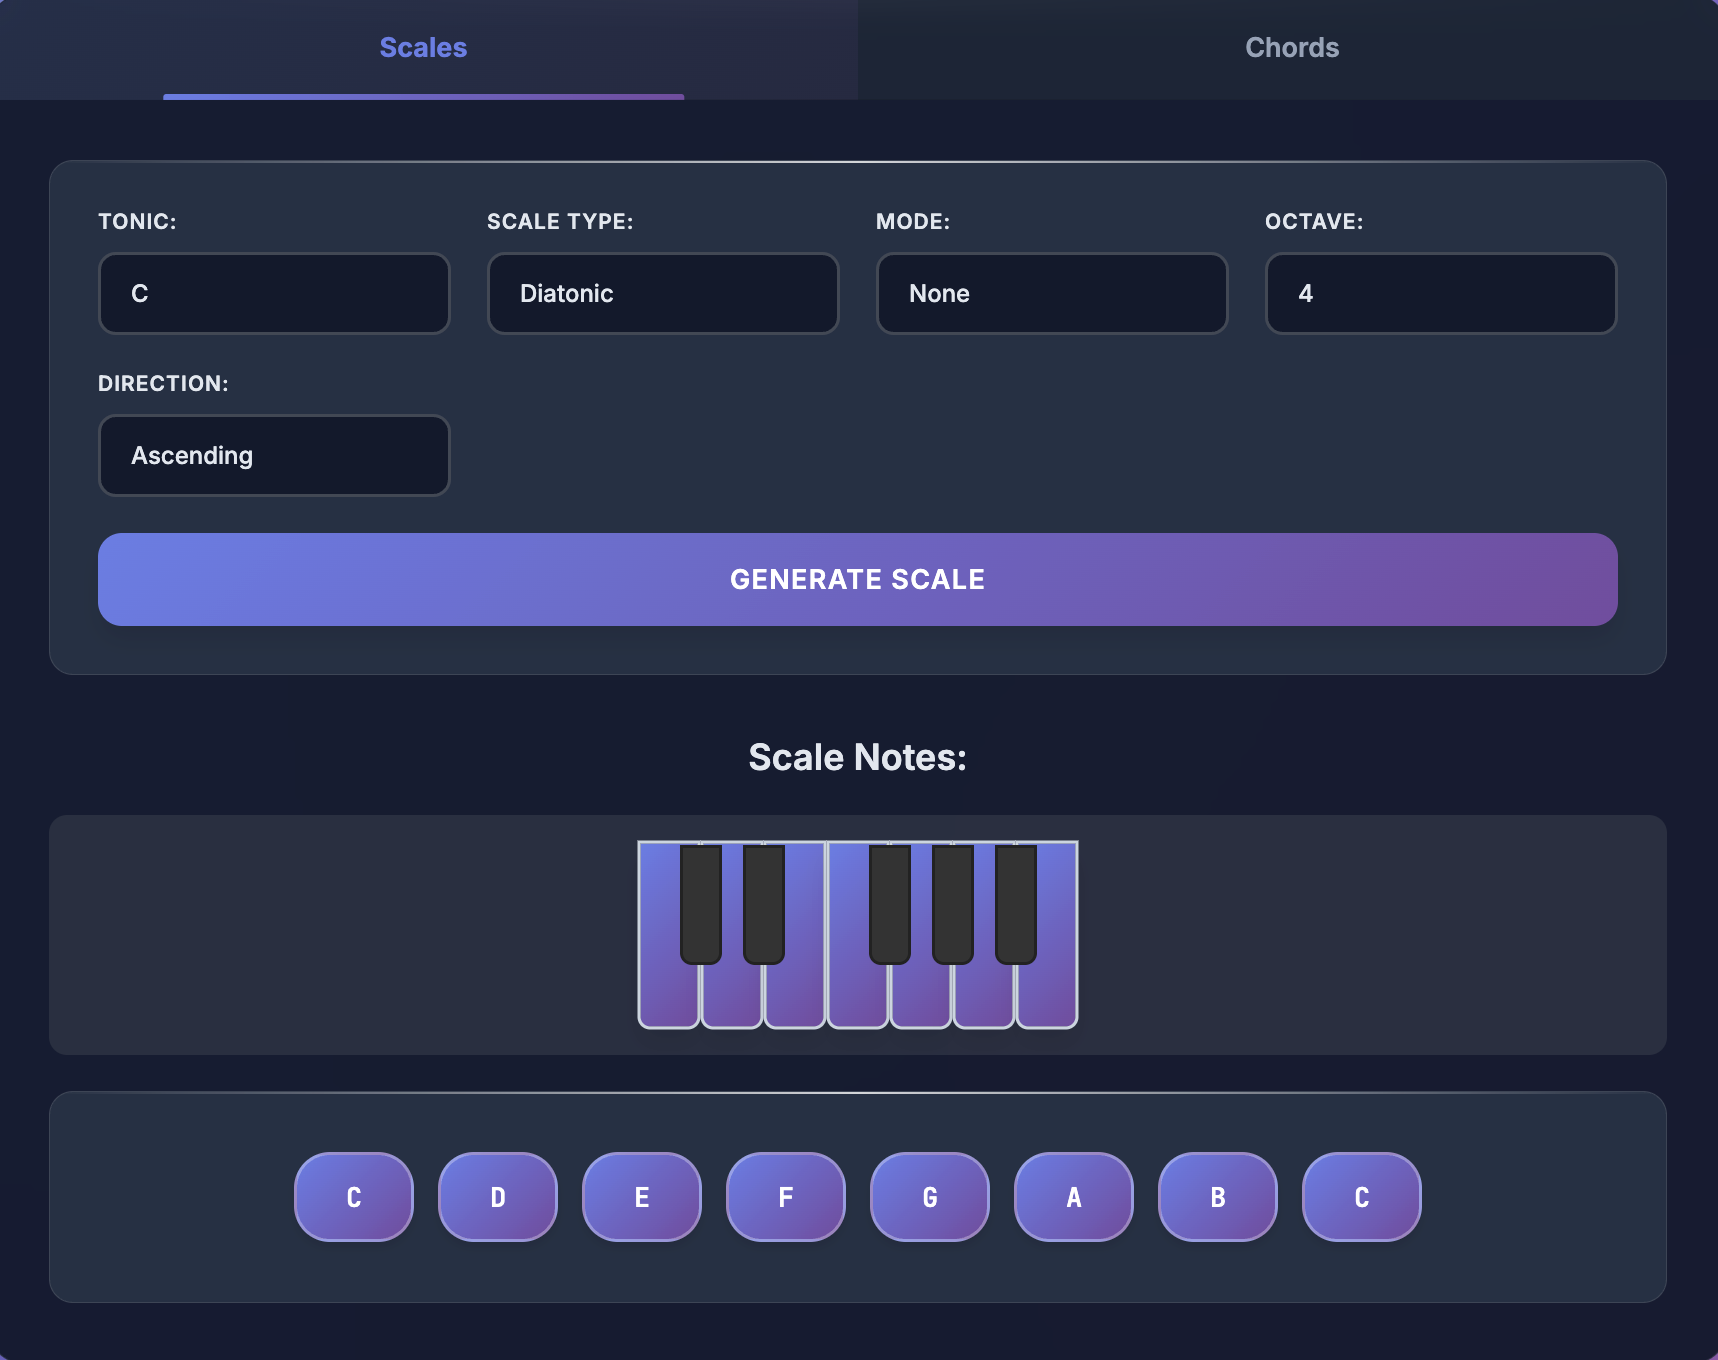 Scales
Chords
TONIC:
SCALE TYPE:
MODE:
OCTAVE:
C
Diatonic
None
4
DIRECTION:
Ascending
GENERATE SCALE
Scale Notes:
C D E F G A B C